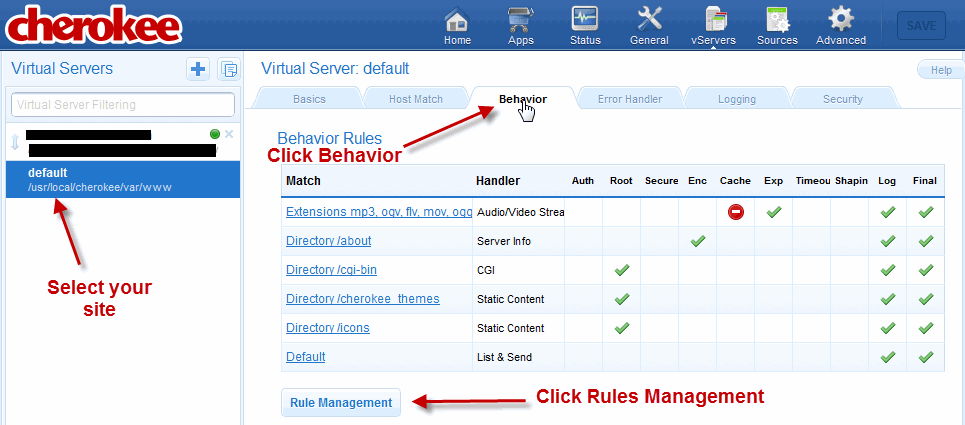 cherokee
Home Apps Status General vServers Sources Advanced SAVE
Virtual Servers
Virtual Server: default
Help
Virtual Server Filtering
Basics Host Match Behavior Error Handler Logging Security
default
/usr/local/cherokee/var/www
Select your
site
Behavior Rules
Click Behavior
Match Handler Auth Root Secure Enc Cache Exp Timeou Shapin Log Final
Extensions mp3, ogv, flv, mov, ogg Audio/Video Strea
Directory /about Server Info
Directory /cgi-bin CGI
Directory /cherokee_themes Static Content
Directory /icons Static Content
Default List & Send
Rule Management
Click Rules Management